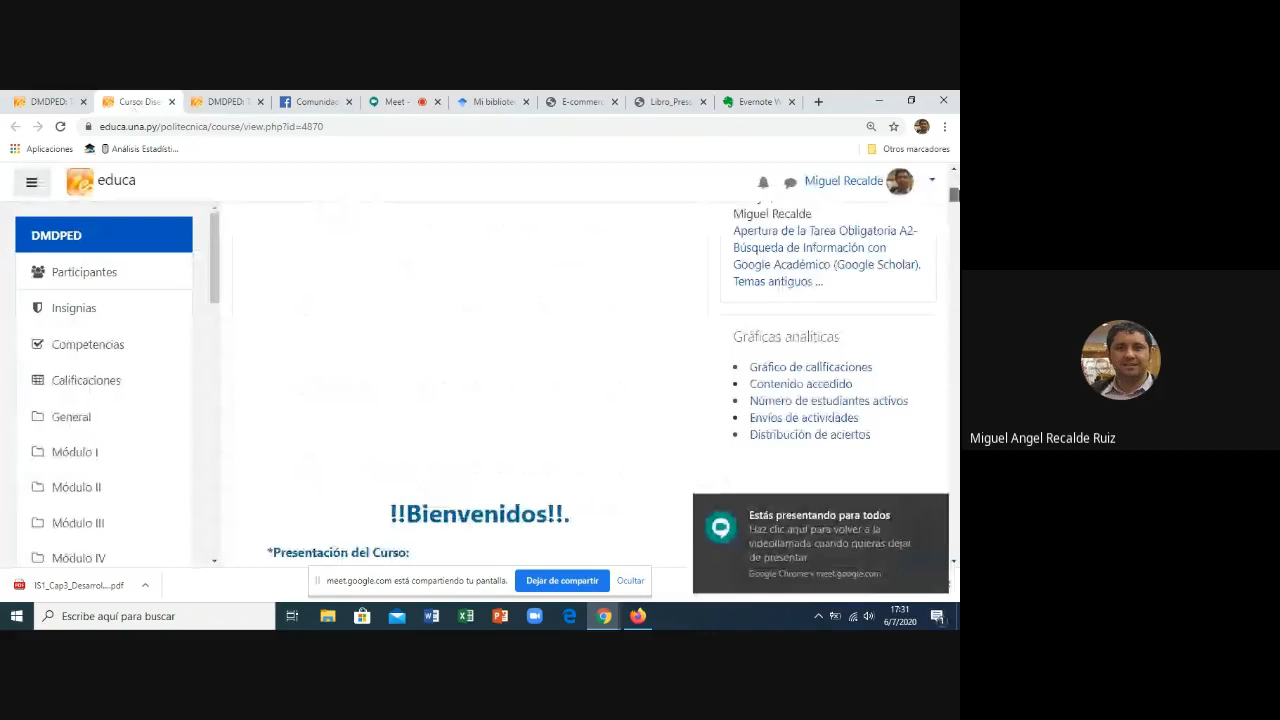 DMDPED: T
Curso: Dise
DMDPED: T
Comunidad
Meet -
Mi bibliote
E-commerc
Libro_Pres
Evernote W
educa.una.py/politecnica/course/view.php?id=4870
Aplicaciones
Análisis Estadísti...
Otros marcadores
educa
Miguel Recalde
DMDPED
Participantes
Insignias
Competencias
Calificaciones
General
Módulo I
Módulo II
Módulo III
Módulo IV
!!Bienvenidos!!.
*Presentación del Curso:
Miguel Recalde
Apertura de la Tarea Obligatoria A2-
Búsqueda de Información con
Google Académico (Google Scholar).
Temas antiguos ...
Gráficas analíticas
Gráfico de calificaciones
Contenido accedido
Número de estudiantes activos
Envíos de actividades
Distribución de aciertos
Estás presentando para todos
Haz clic aquí para volver a la
videollamada cuando quieras dejar
de presentar
Google Chrome • meet.google.com
IS1_Cap3_Desarrol....pdf
meet.google.com está compartiendo tu pantalla.
Dejar de compartir
Ocultar
Escribe aquí para buscar
17:31
6/7/2020
Miguel Angel Recalde Ruiz